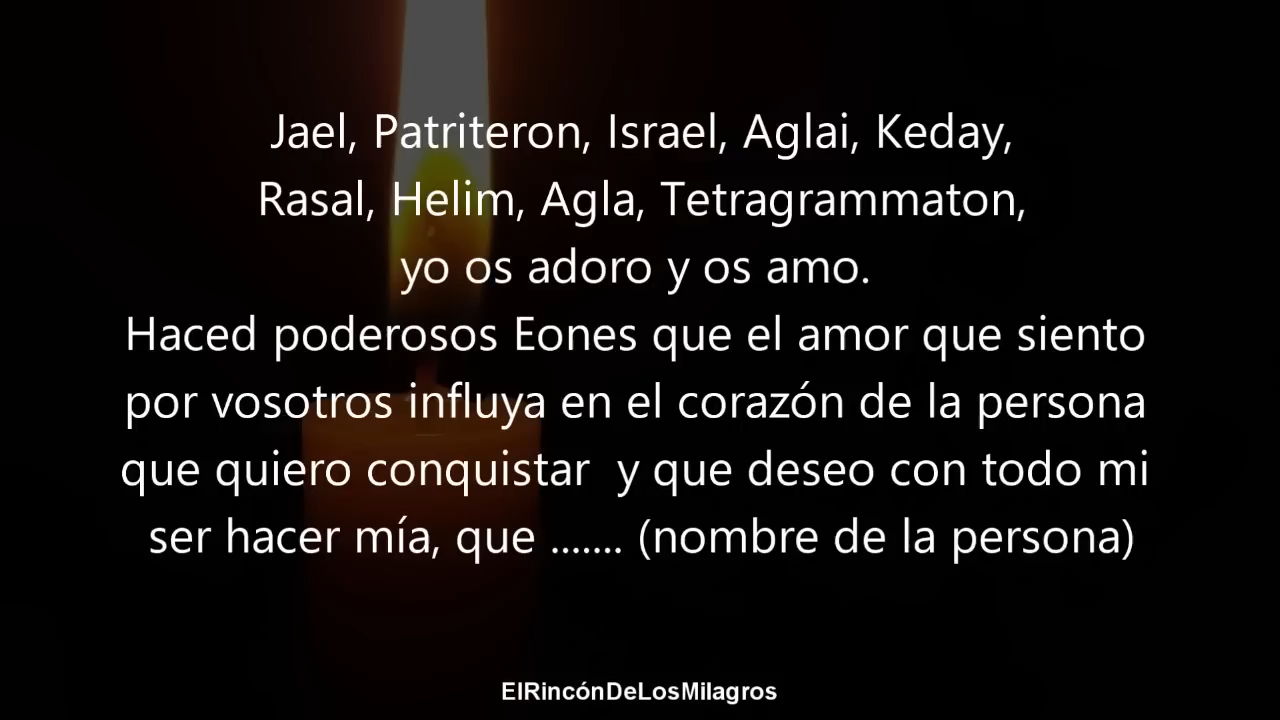 Jael, Patriteron, Israel, Aglai, Keday,
Rasal, Helim, Agla, Tetragrammaton,
yo os adoro y os amo.
Haced poderosos Eones que el amor que siento
por vosotros influya en el corazón de la persona
que quiero conquistar  y que deseo con todo mi
ser hacer mía, que ....... (nombre de la persona)
ElRincónDeLosMilagros